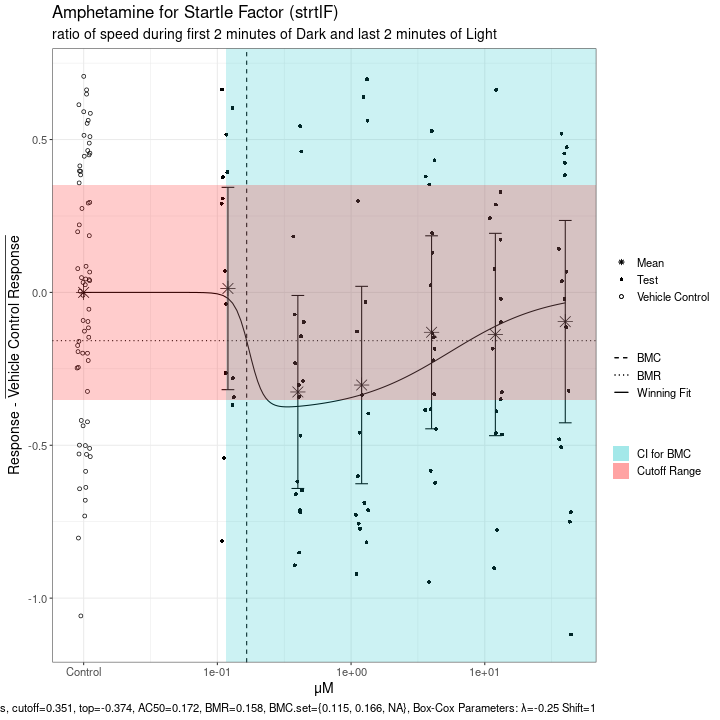 Amphetamine for Startle Factor (strtlF)
ratio of speed during first 2 minutes of Dark and last 2 minutes of Light
Response - Vehicle Control Response
0.5
0.0
-0.5
-1.0
Control
1e-01
1e+00
1e+01
μM
Mean
Test
Vehicle Control
BMC
BMR
Winning Fit
CI for BMC
Cutoff Range
s, cutoff=0.351, top=-0.374, AC50=0.172, BMR=0.158, BMC.set={0.115, 0.166, NA}, Box-Cox Parameters: λ=-0.25 Shift=1